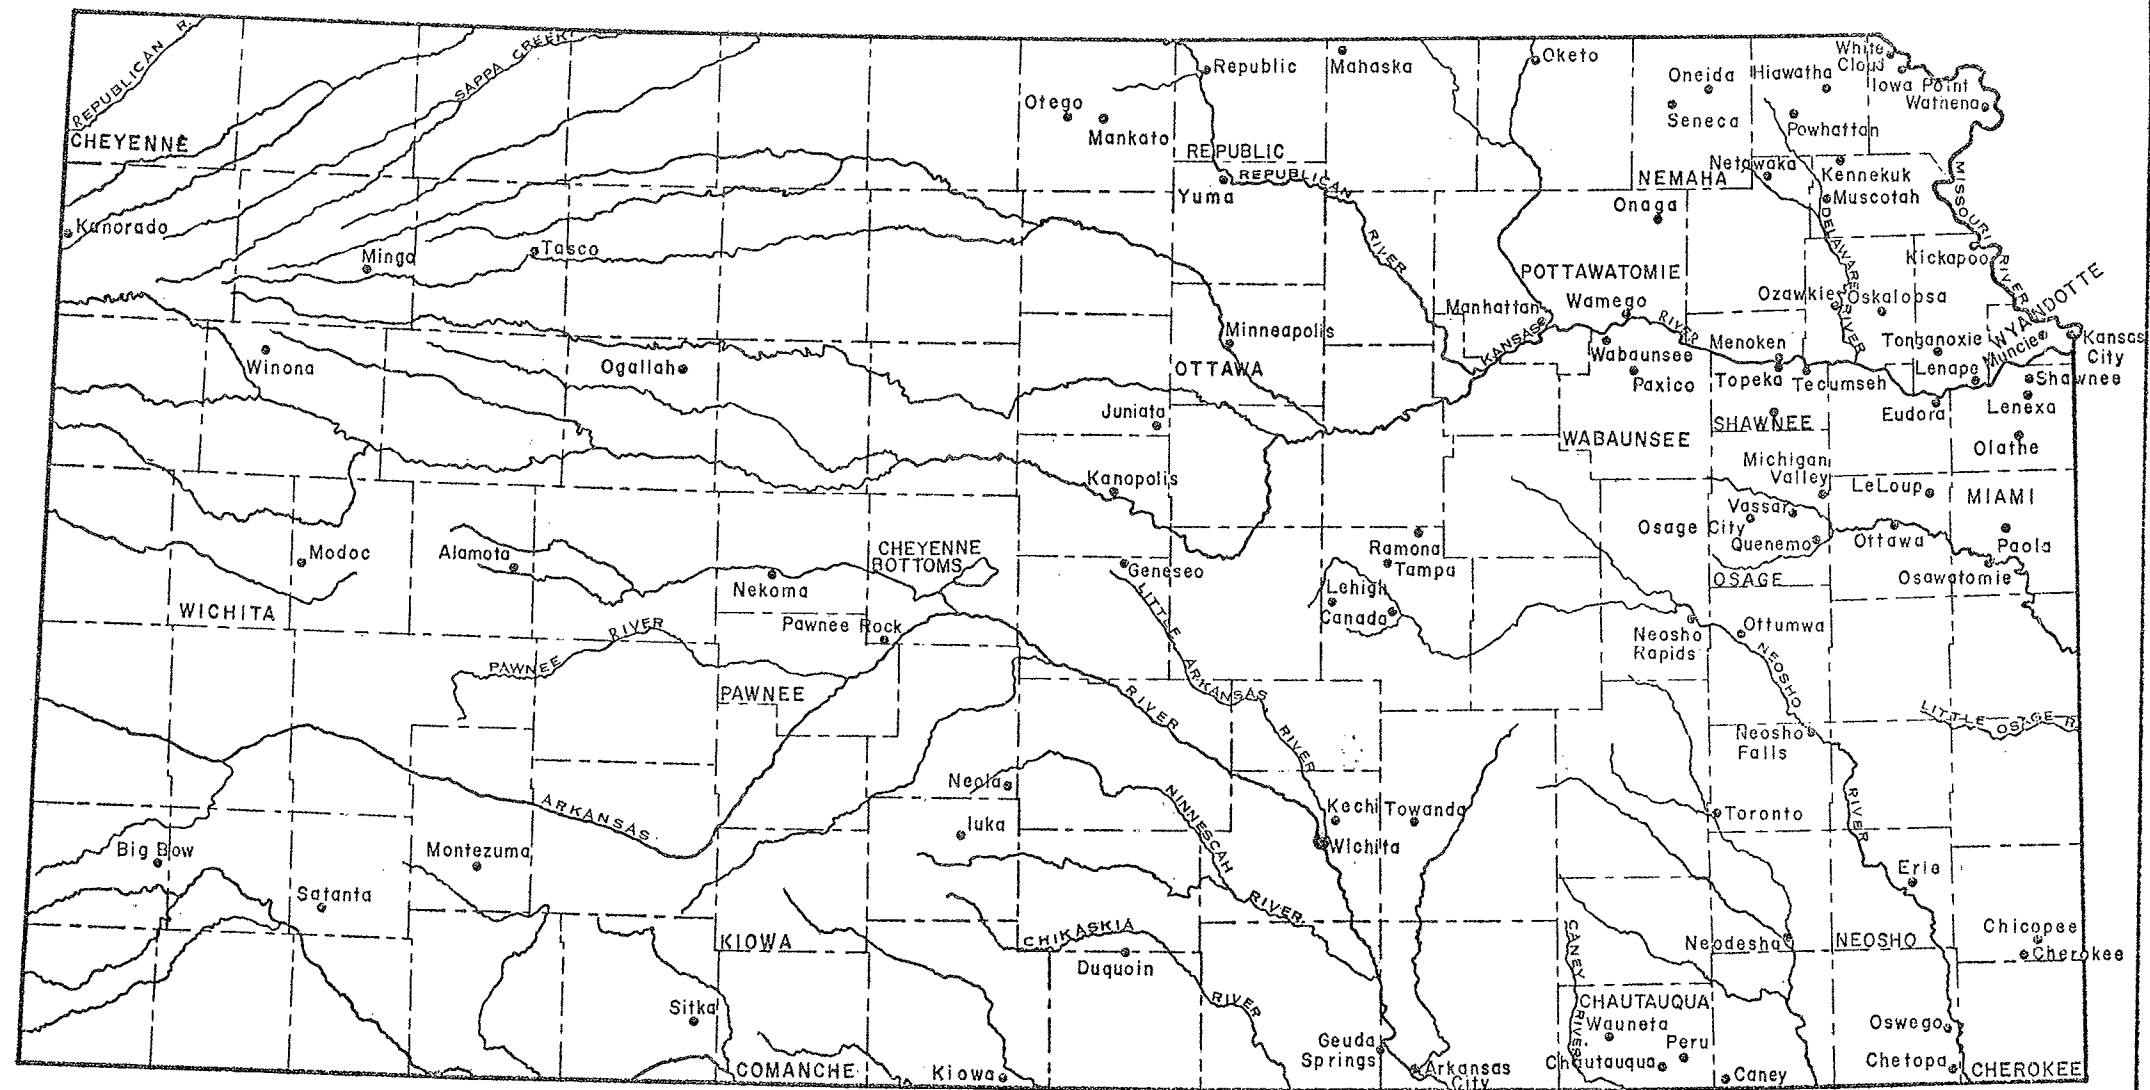 REPUBLICAN R.
SAPPA CREEK
CHEYENNE
Kanorado
Minga
Tasco
Winona
Ogallah
Otego
Mankato
Republic
REPUBLIC
REPUBLICAN
RIVER
Yuma
Mahaska
Oketo
Oneida
Seneca
Hiawatha
White
Cloud
Iowa Point
Wathena
Powhattan
Netawaka
Kennekuk
NEMAHA
Muscotah
Onaga
DELAWARE
RIVER
MISSOURI
RIVER
Kickapoo
POTTAWATOMIE
Manhattan
Wamego
Ozawkie
Oskaloosa
WYANDOTTE
Minneapolis
OTTAWA
KANSAS
RIVER
Wabaunsee
Paxico
Menoken
Topeka
Tecumseh
Tonganoxie
Muncie
Lenape
Kansas
City
Shawnee
Lenexa
Eudora
Olathe
SHAWNEE
WABAUNSEE
Juniata
Kanopolis
Michigan
Valley
LeLoup
MIAMI
Vassar
Osage City
Quenemo
Ottawa
Paola
Osawatomie
OSAGE
Modoc
Alamota
Nekoma
CHEYENNE
BOTTOMS
Geneseo
Ramona
Tampa
Lehigh
Canada
WICHITA
Pawnee Rock
PAWNEE
RIVER
PAWNEE
LITTLE
ARKANSAS
RIVER
Neosho
Rapids
Ottumwa
NEOSHO
RIVER
Neosho
Falls
LITTLE OSAGE R.
ARKANSAS
RIVER
Neola
Iuka
NINNESCAH
RIVER
Kechi
Towanda
Wichita
Toronto
Erie
Big Bow
Montezuma
Satanta
KIOWA
CHIKASKIA
RIVER
Duquoin
CANEY
RIVER
Neodesha
NEOSHO
Chicopee
Cherokee
Sitka
COMANCHE
Kiowa
Geuda
Springs
Arkansas
City
CHAUTAUQUA
Wauneta
Peru
Chautauqua
Caney
Oswego
Chetopa
CHEROKEE